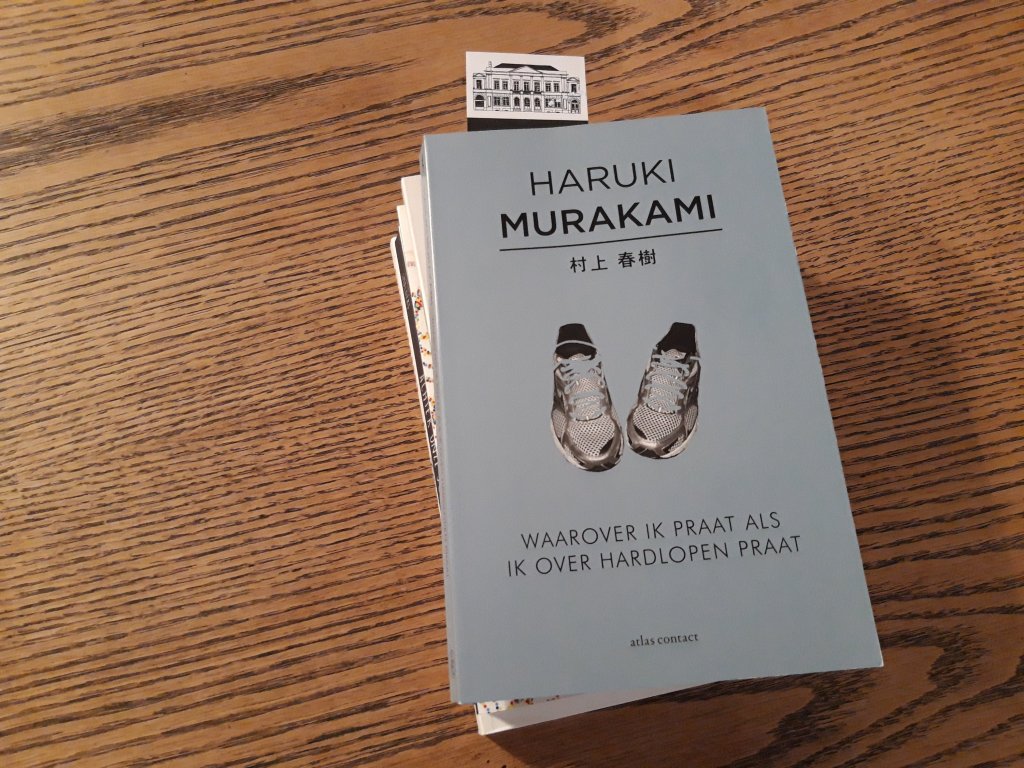 HARUKI
MURAKAMI
村上 春樹
WAAROVER IK PRAAT ALS
IK OVER HARDLOPEN PRAAT
atlas contact